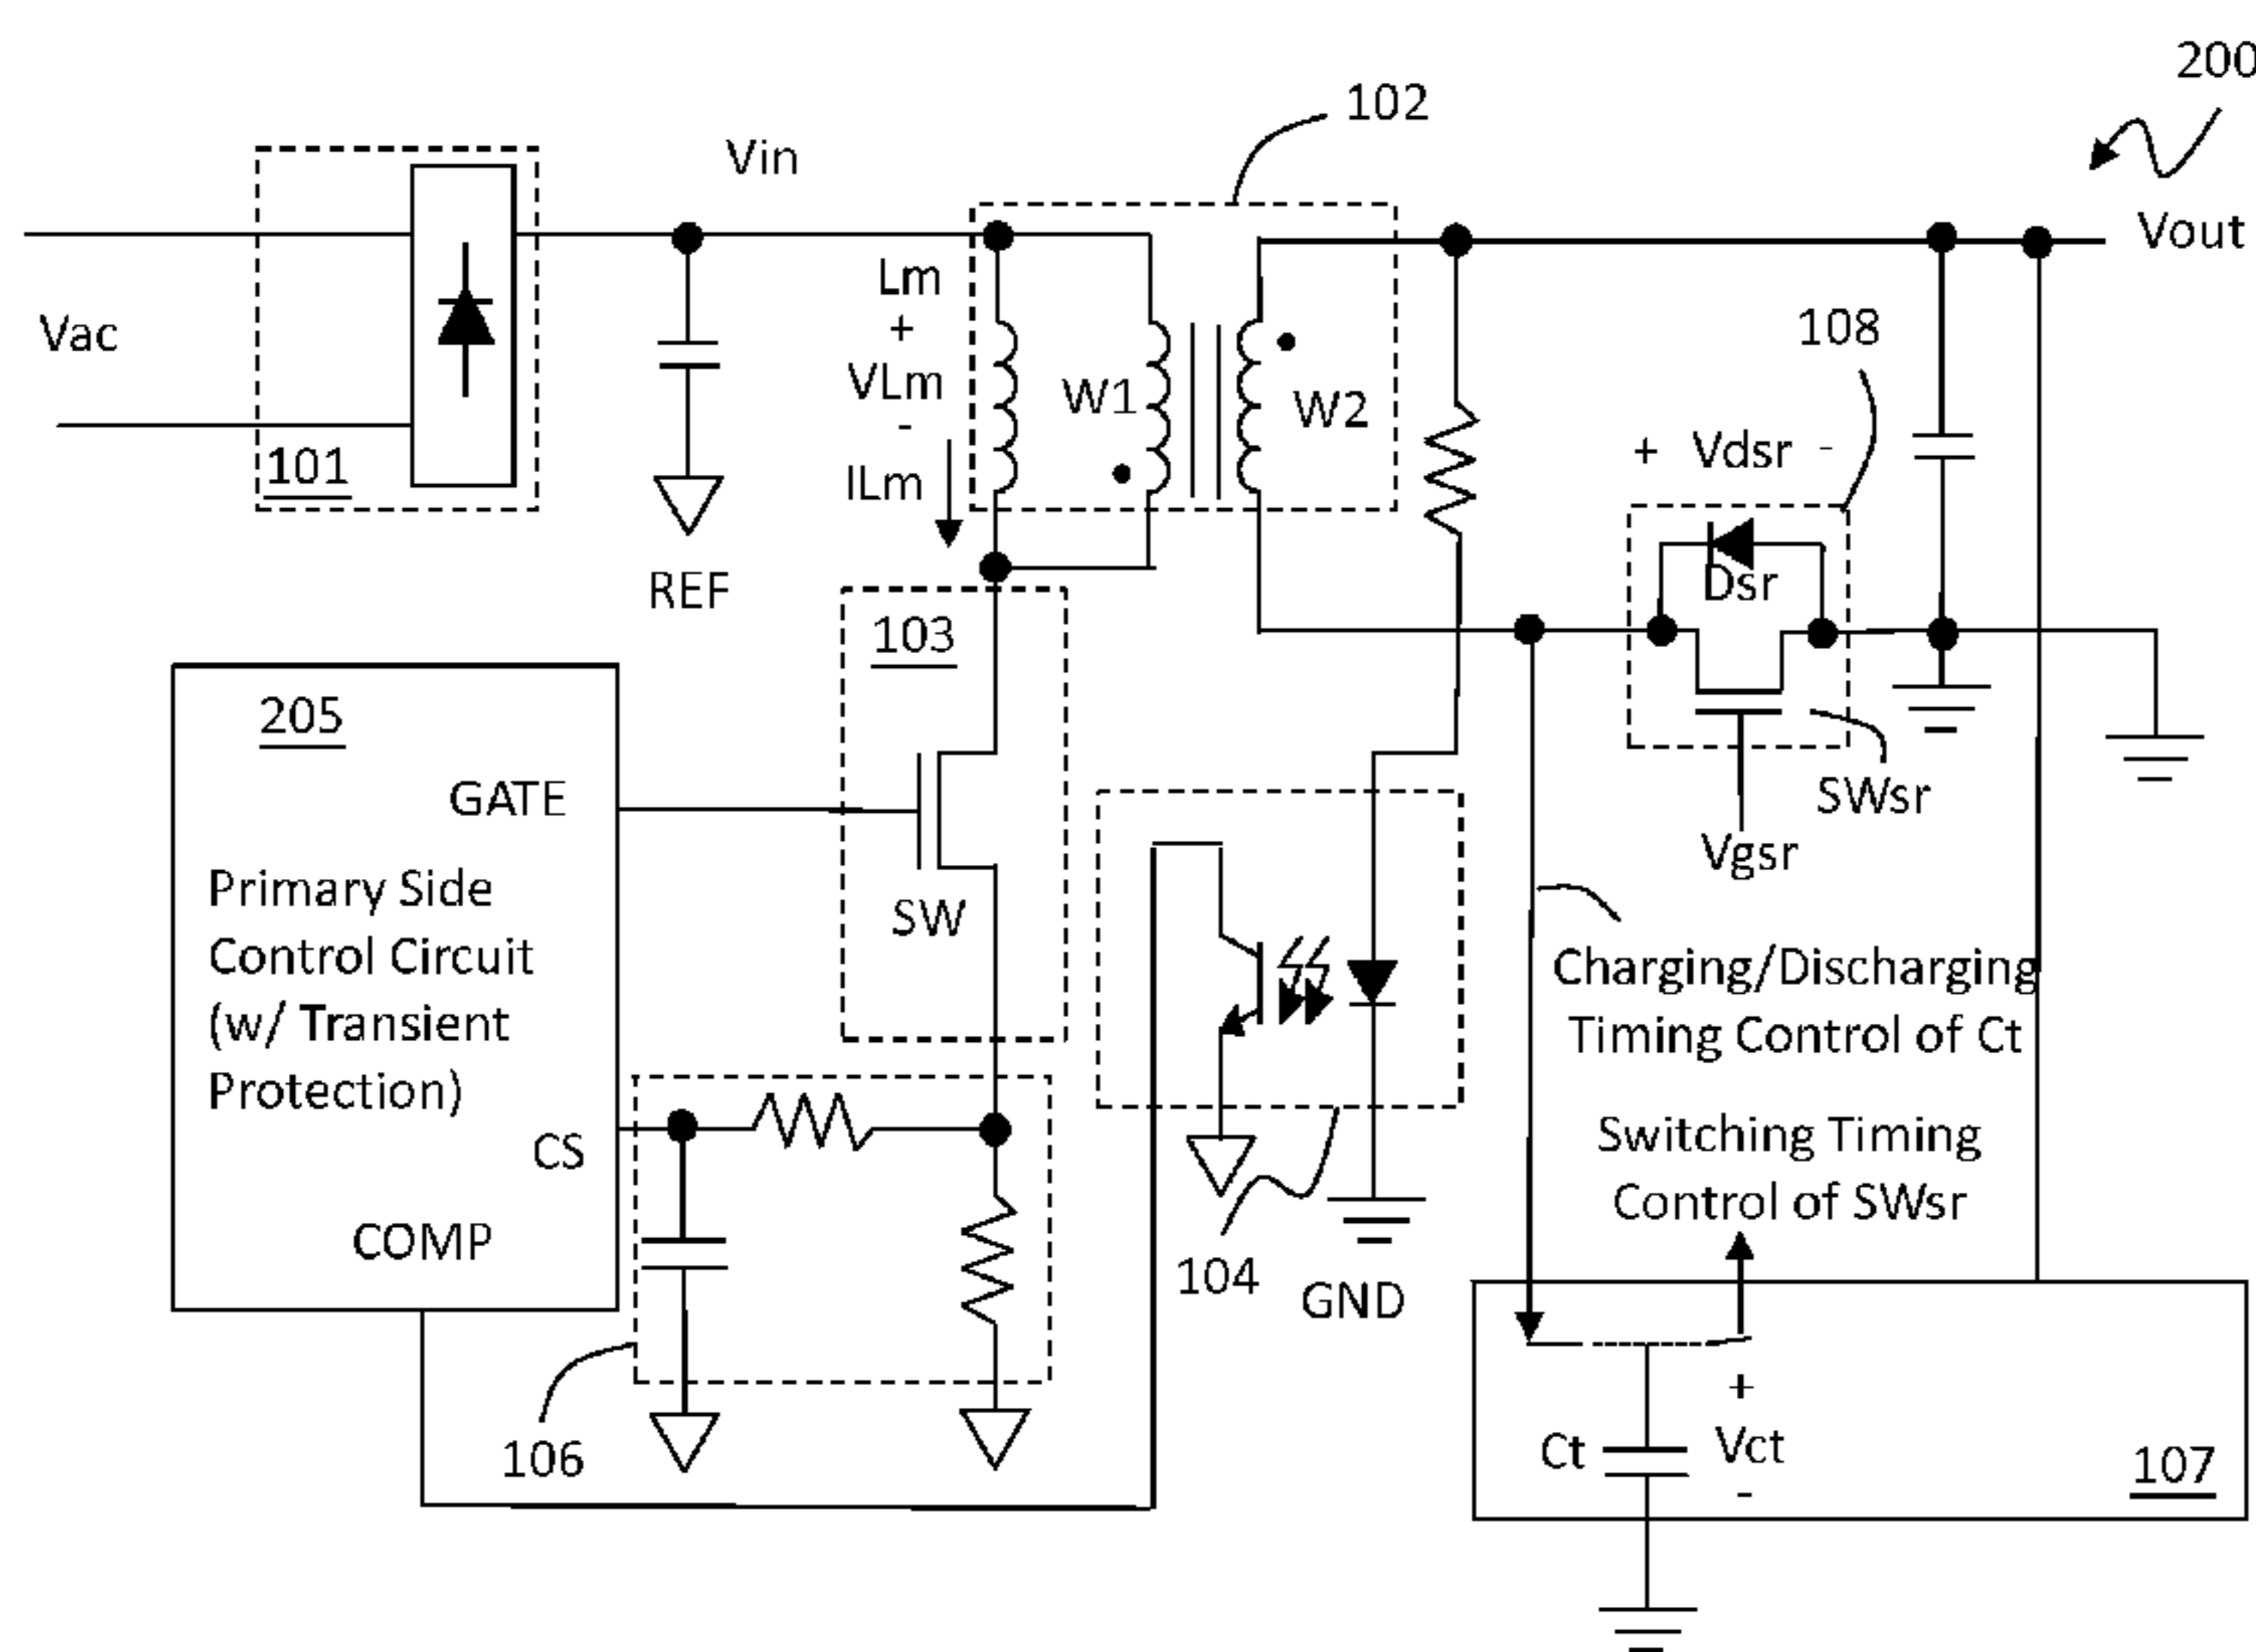 200
102
Vin
Vout
Lm
+
VLm
-
ILm
Vac
108
W1
W2
101
+ Vdsr -
Dsr
REF
103
205
GATE
SWsr
Vgsr
Primary Side
Control Circuit
(w/ Transient
Protection)
SW
Charging/Discharging
Timing Control of Ct
CS
Switching Timing
Control of SWsr
COMP
104
GND
106
+
Ct
Vct
-
107